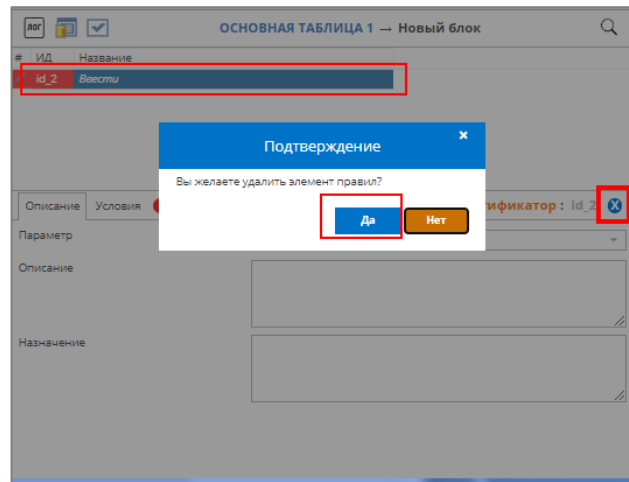 лог
ОСНОВНАЯ ТАБЛИЦА 1 → Новый блок
# ИД Название
id_2 Ввести
Подтверждение ×
Вы желаете удалить элемент правил?
Да Нет
Описание Условия : id_2 X
Параметр
Описание
Назначение